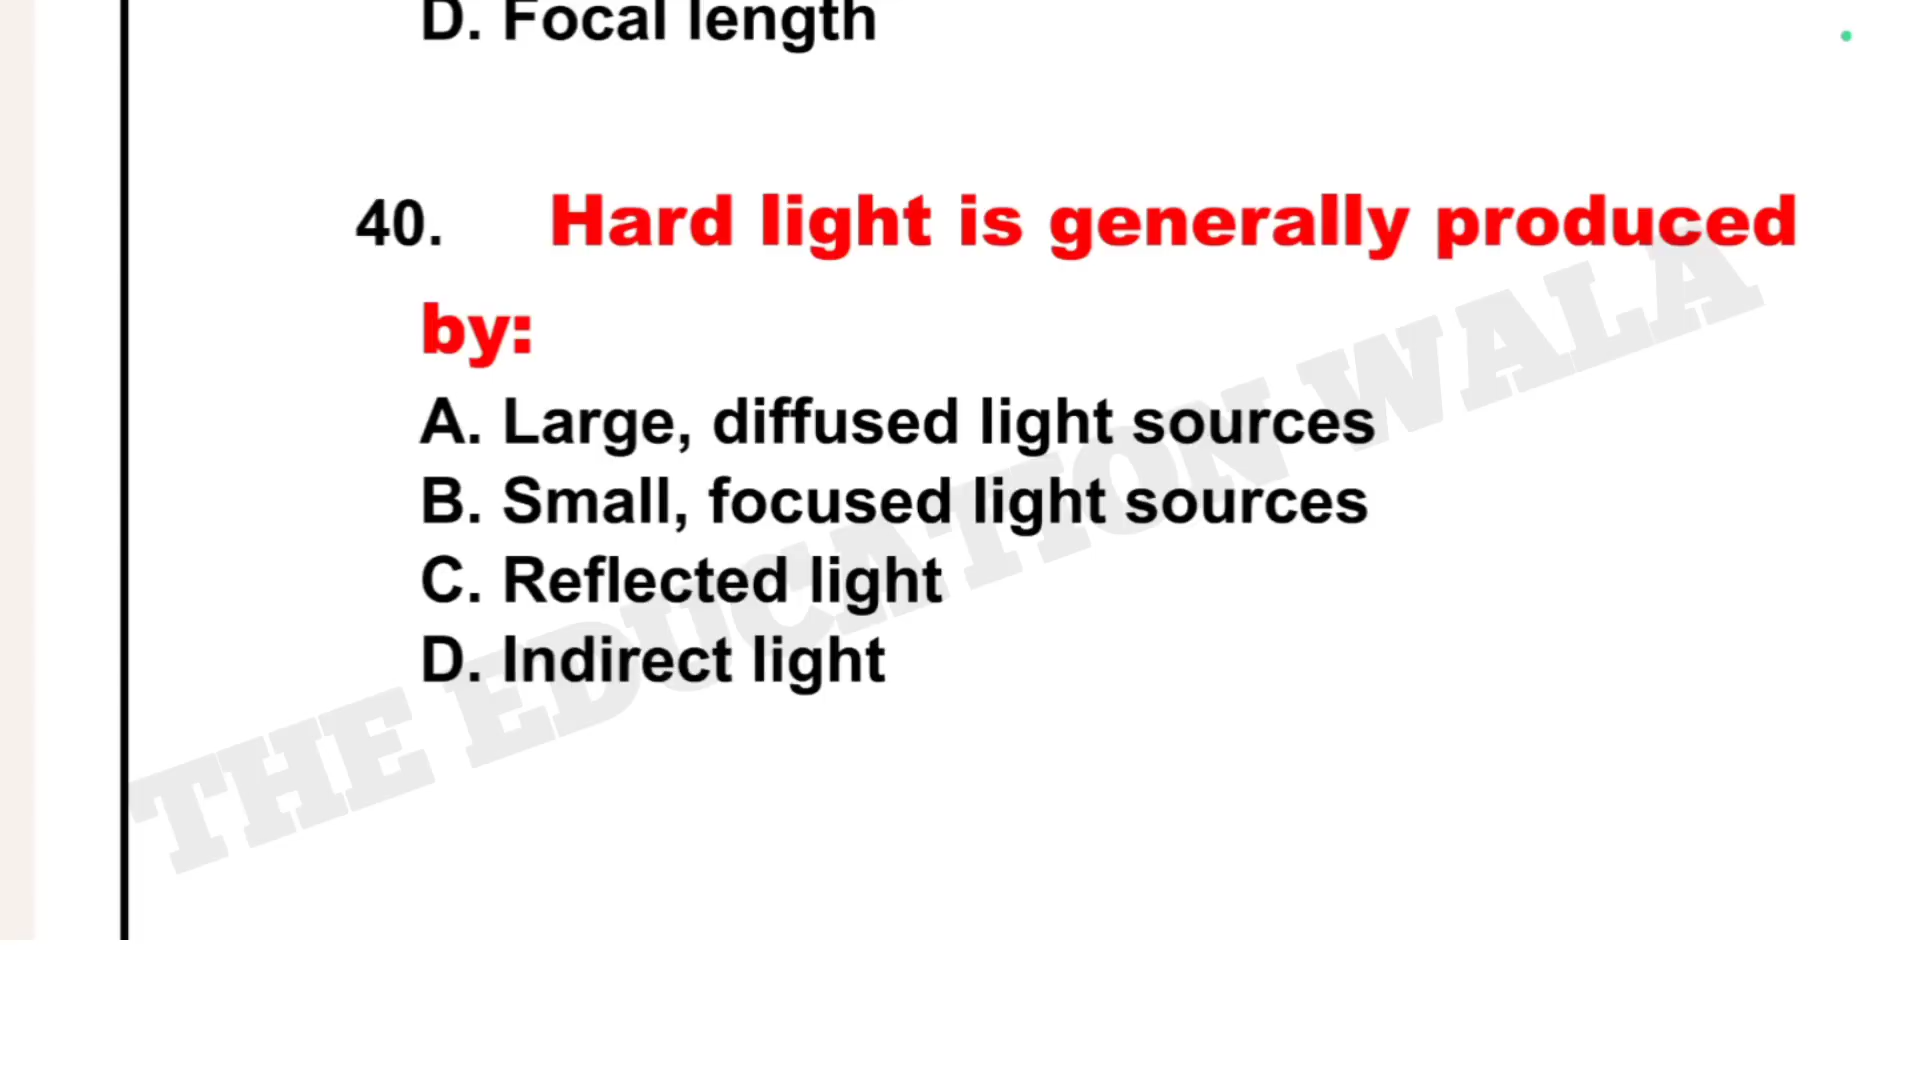 D. Focal length
40. Hard light is generally produced
by:
A. Large, diffused light sources
B. Small, focused light sources
C. Reflected light
D. Indirect light
THE EDUCATION WALA